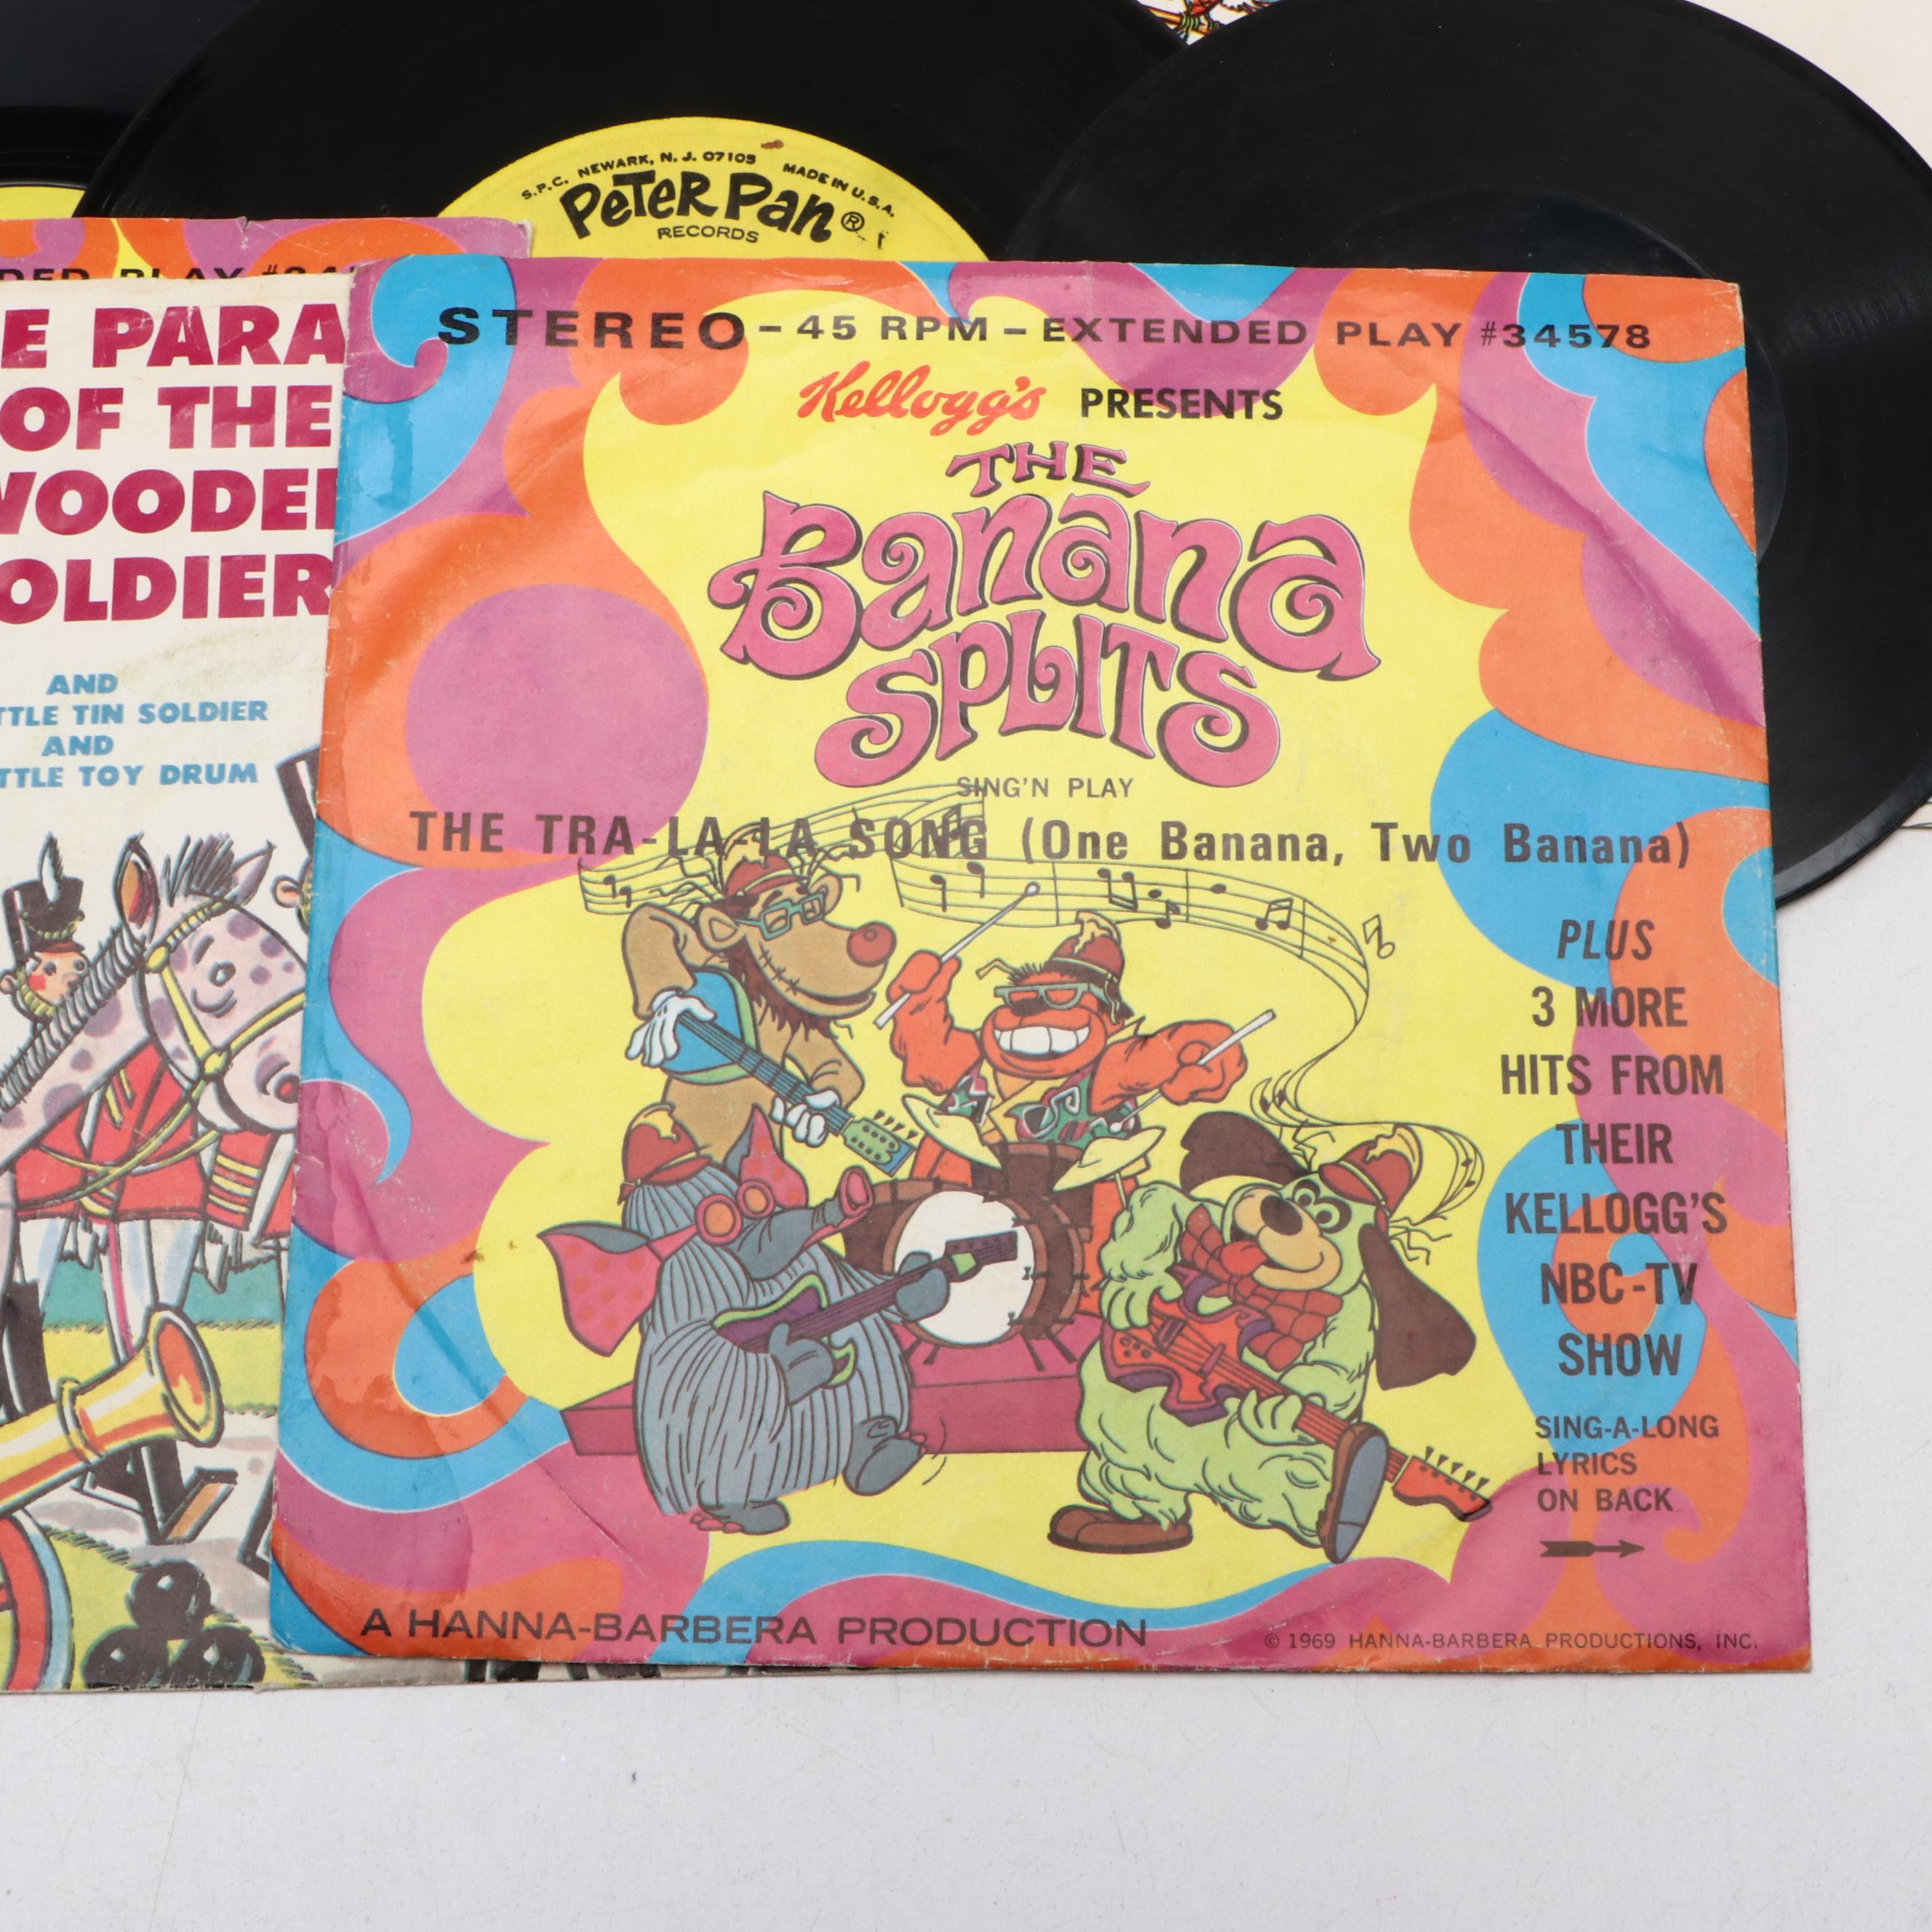 S.P.C. NEWARK, N. J. 07105 MADE IN U.S.A.
PETER PAN ®
RECORDS
PLAY
E PARA
OF THE
OLDIER
AND
TTLE TIN SOLDIER
AND
TTLE TOY DRUM
STEREO - 45 RPM - EXTENDED PLAY #34578
Kellogg's PRESENTS
THE
Banana
SPLITS
SING'N PLAY
THE TRA-LA-LA SONG (One Banana, Two Banana)
PLUS
3 MORE
HITS FROM
THEIR
KELLOGG'S
NBC-TV
SHOW
SING-A-LONG
LYRICS
ON BACK
A HANNA-BARBERA PRODUCTION
© 1969 HANNA-BARBERA PRODUCTIONS, INC.